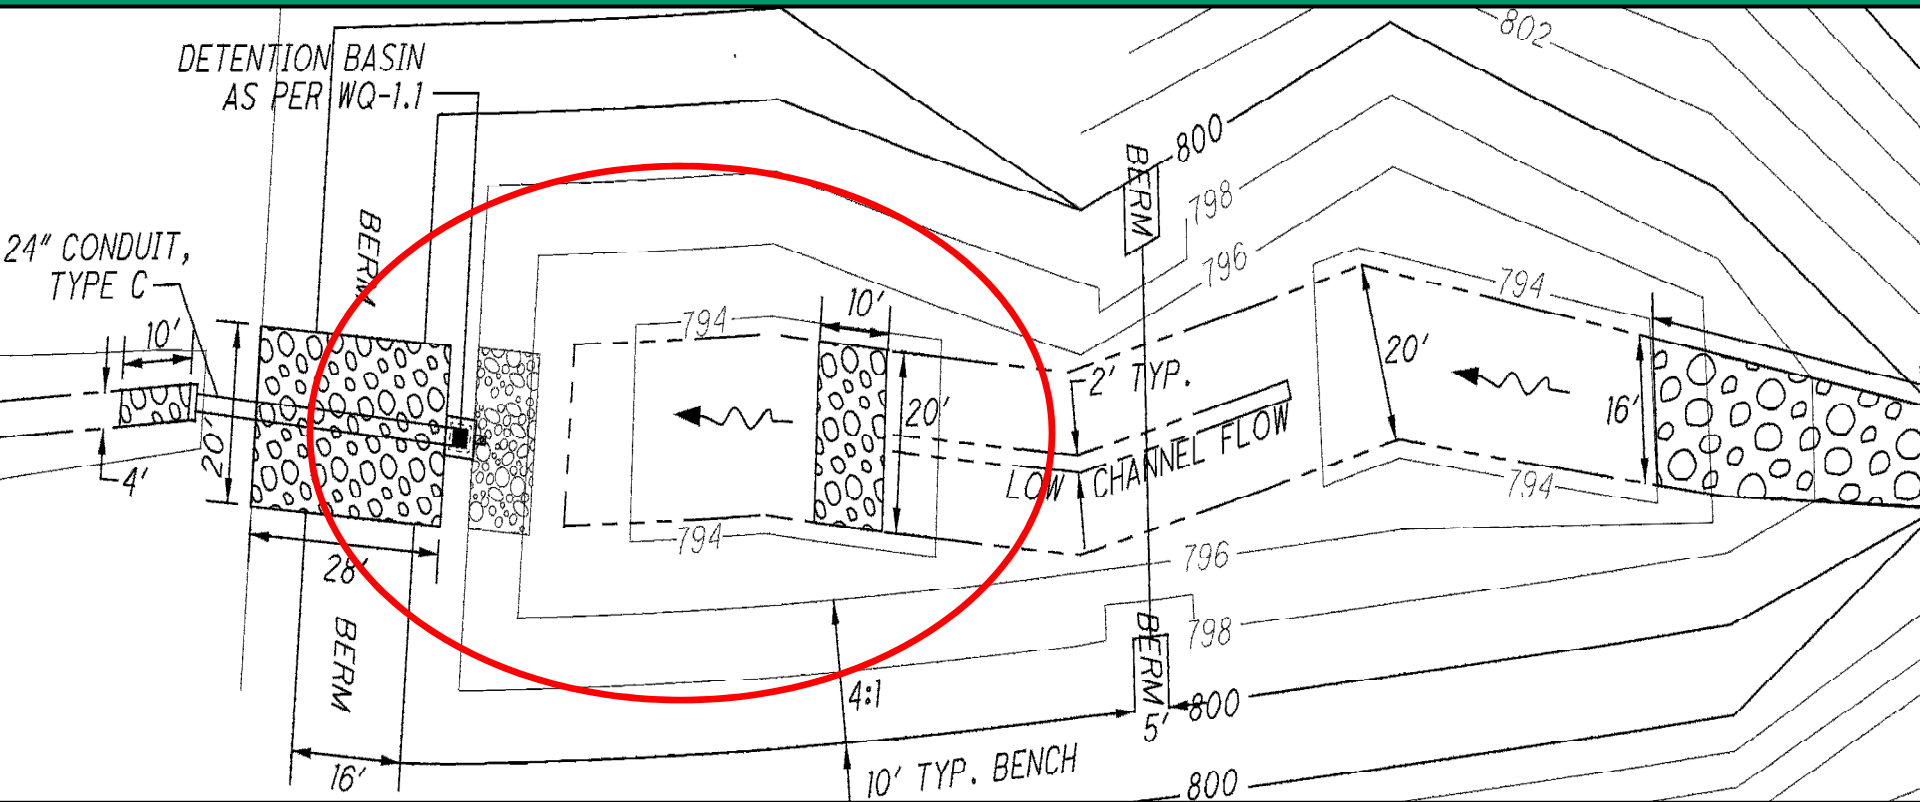 802
DETENTION BASIN
AS PER WQ-1.1
800
BERM
798
BERM
24" CONDUIT,
TYPE C
796
794
10'
794
10'
20'
2' TYP.
20'
16'
20'
LOW CHANNEL FLOW
4'
794
794
28'
796
BERM
798
BERM
4:1
800
5'
16'
10' TYP. BENCH
800